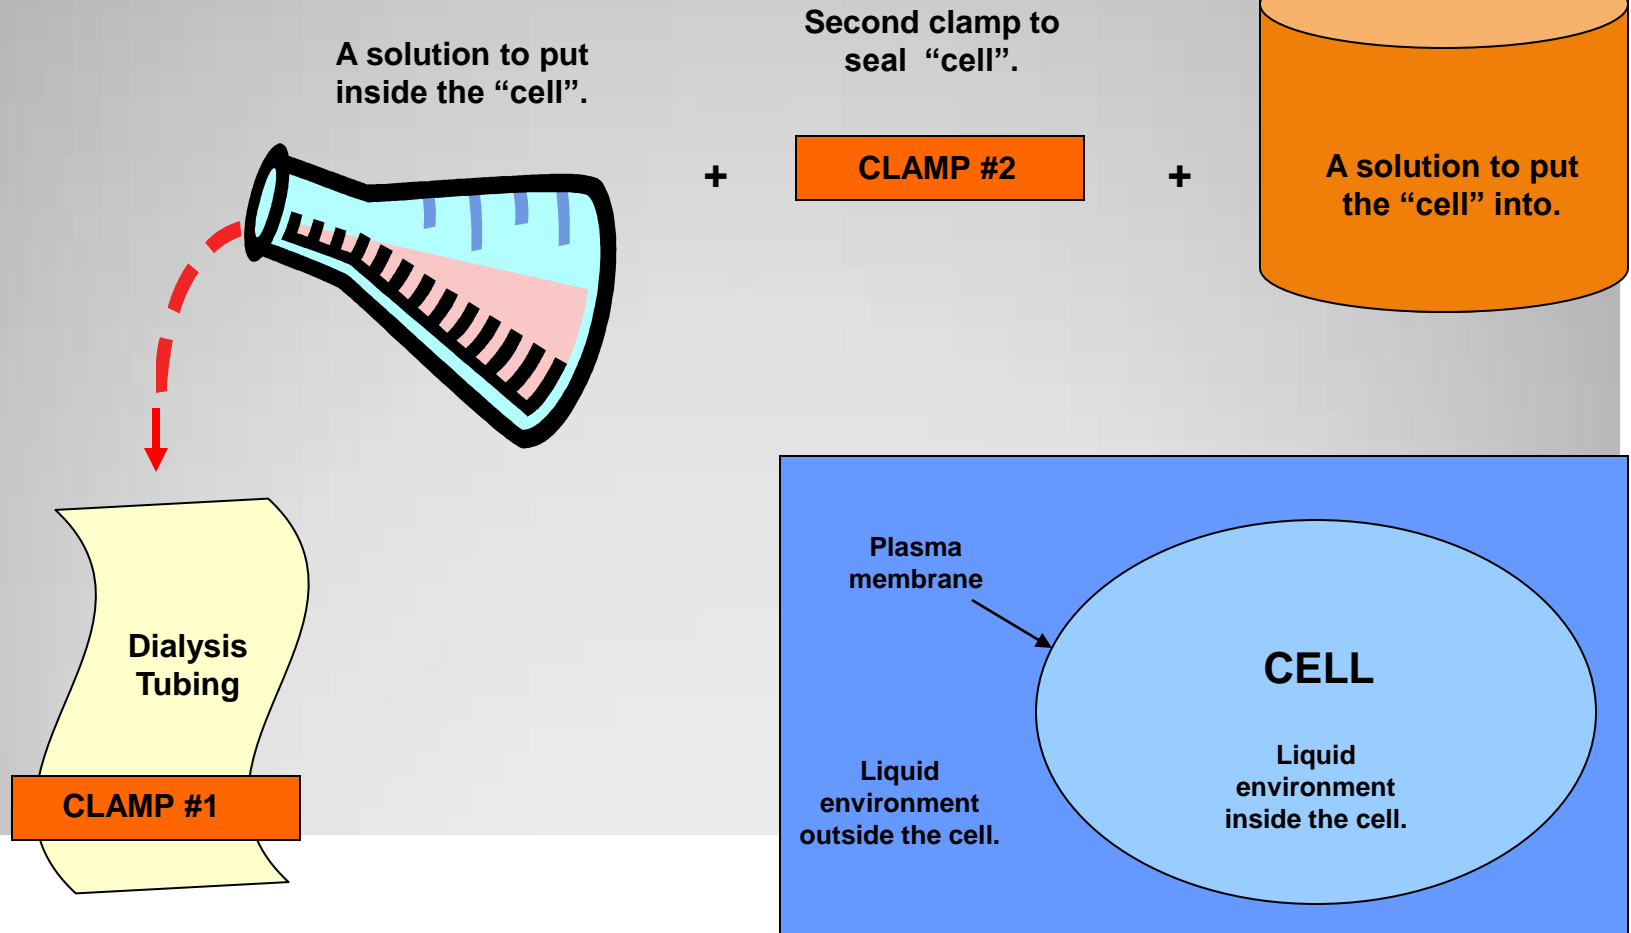 A solution to put
inside the “cell”.
Second clamp to
seal “cell”.
+
CLAMP #2
+
A solution to put
the “cell” into.
Dialysis
Tubing
CLAMP #1
Plasma
membrane
CELL
Liquid
environment
outside the cell.
Liquid
environment
inside the cell.